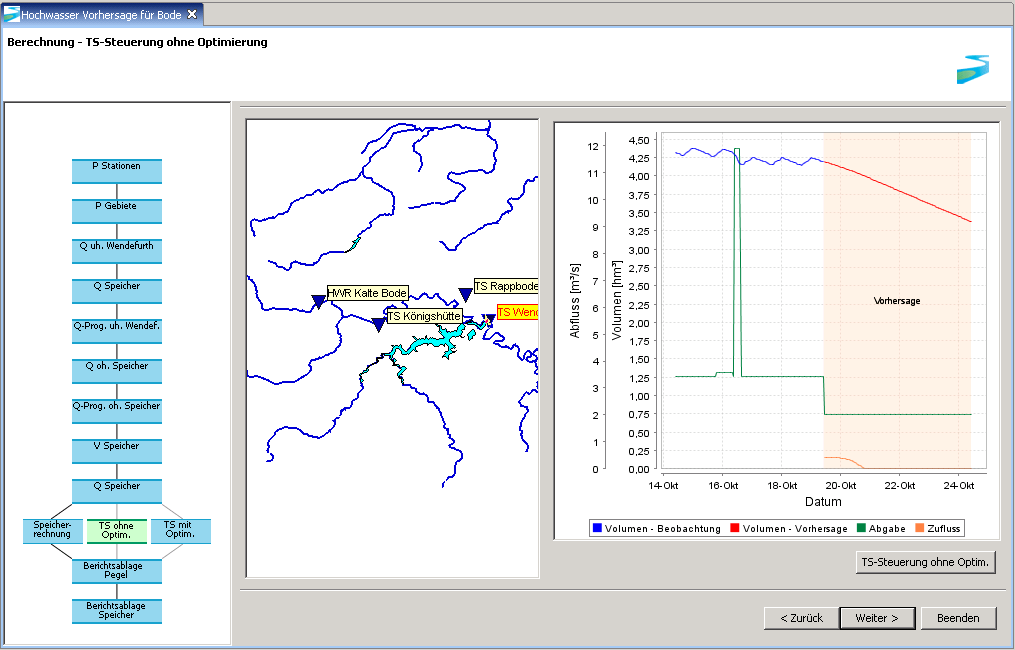 Hochwasser Vorhersage für Bode
Berechnung - TS-Steuerung ohne Optimierung
P Stationen
P Gebiete
Q uh. Wendefurth
Q Speicher
Q-Prog. uh. Wendef.
Q oh. Speicher
Q-Prog. oh. Speicher
V Speicher
Q Speicher
Speicher-
rechnung
TS ohne
Optim.
TS mit
Optim.
Berichtsablage
Pegel
Berichtsablage
Speicher
HWR Kalte Bode
TS Rappbode
TS Königshütte
TS Wend
Abfluss [m³/s]
12
11
10
9
8
7
6
5
4
3
2
1
0
Volumen [hm³]
4,50
4,25
4,00
3,75
3,50
3,25
3,00
2,75
2,50
2,25
2,00
1,75
1,50
1,25
1,00
0,75
0,50
0,25
0,00
Vorhersage
14-Okt 16-Okt 18-Okt 20-Okt 22-Okt 24-Okt
Datum
Volumen - Beobachtung Volumen - Vorhersage Abgabe Zufluss
TS-Steuerung ohne Optim.
< Zurück Weiter > Beenden